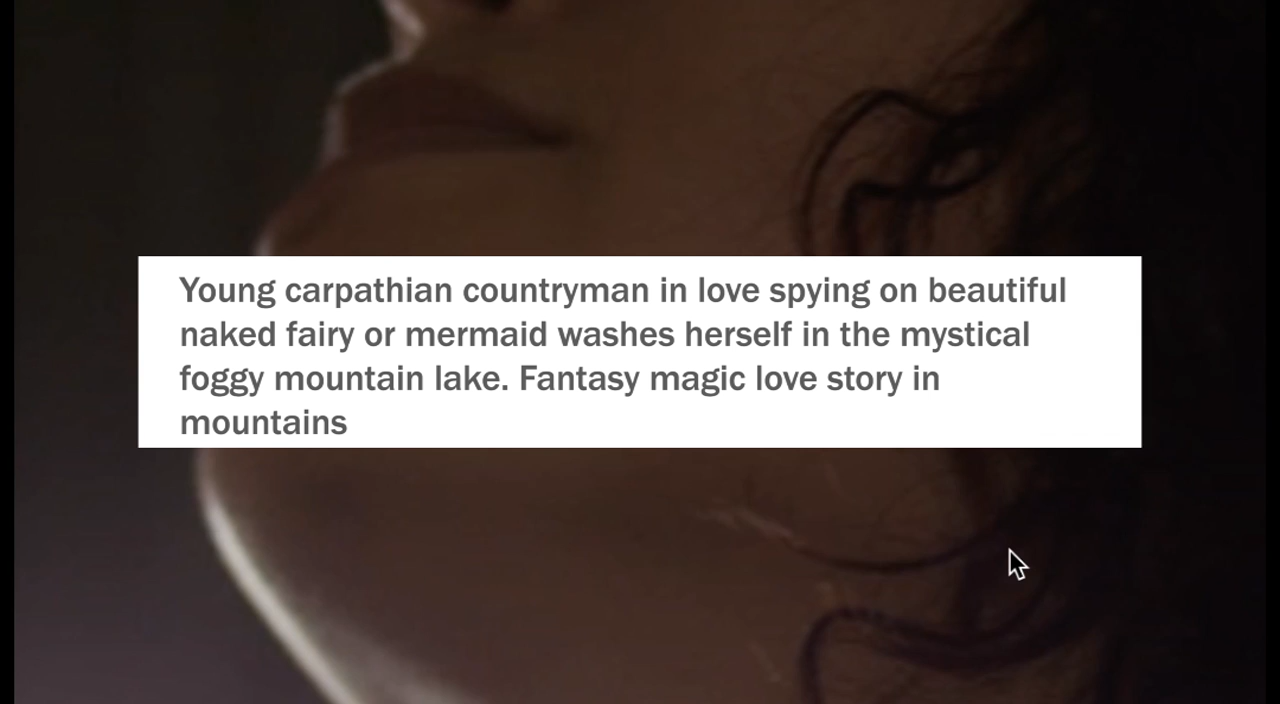 Young carpathian countryman in love spying on beautiful
naked fairy or mermaid washes herself in the mystical
foggy mountain lake. Fantasy magic love story in
mountains